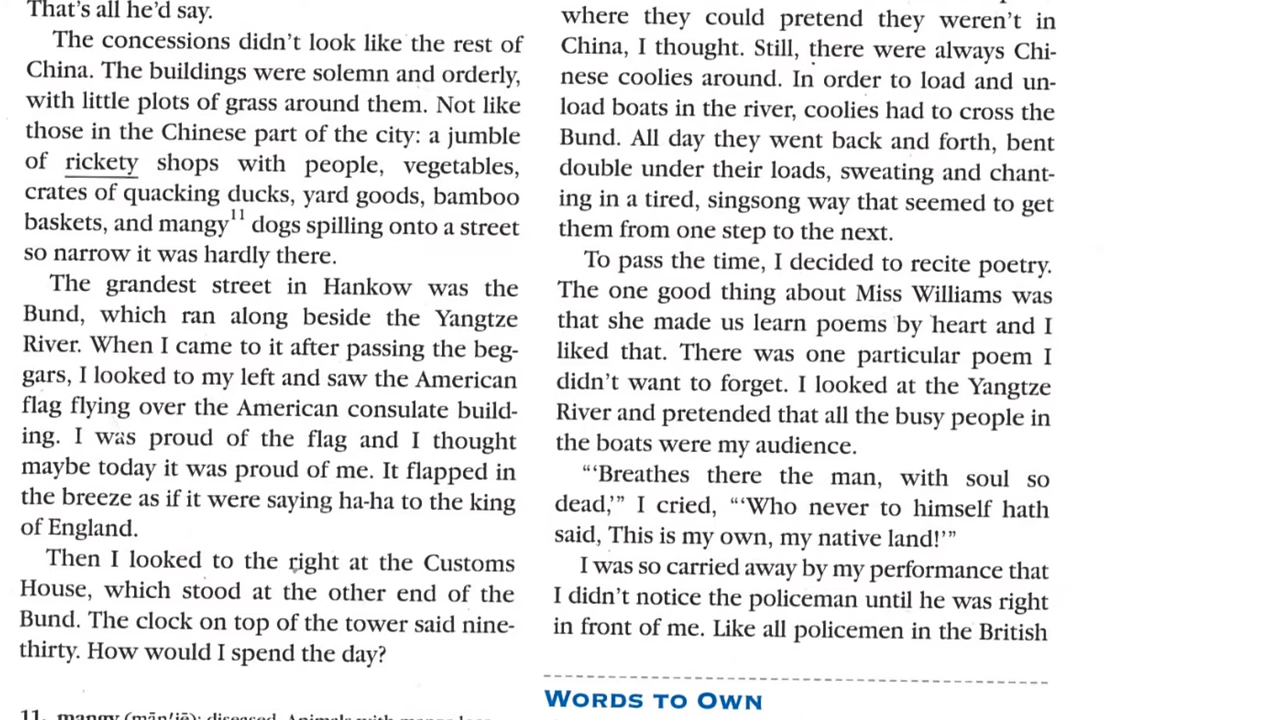 That's all he'd say.
The concessions didn't look like the rest of
China. The buildings were solemn and orderly,
with little plots of grass around them. Not like
those in the Chinese part of the city: a jumble
of rickety shops with people, vegetables,
crates of quacking ducks, yard goods, bamboo
baskets, and mangy11 dogs spilling onto a street
so narrow it was hardly there.
The grandest street in Hankow was the
Bund, which ran along beside the Yangtze
River. When I came to it after passing the beg-
gars, I looked to my left and saw the American
flag flying over the American consulate build-
ing. I was proud of the flag and I thought
maybe today it was proud of me. It flapped in
the breeze as if it were saying ha-ha to the king
of England.
Then I looked to the right at the Customs
House, which stood at the other end of the
Bund. The clock on top of the tower said nine-
thirty. How would I spend the day?
11. mangy (mān′jē): diseased. Animals with mange lose
where they could pretend they weren't in
China, I thought. Still, there were always Chi-
nese coolies around. In order to load and un-
load boats in the river, coolies had to cross the
Bund. All day they went back and forth, bent
double under their loads, sweating and chant-
ing in a tired, singsong way that seemed to get
them from one step to the next.
To pass the time, I decided to recite poetry.
The one good thing about Miss Williams was
that she made us learn poems by heart and I
liked that. There was one particular poem I
didn't want to forget. I looked at the Yangtze
River and pretended that all the busy people in
the boats were my audience.
"'Breathes there the man, with soul so
dead,'" I cried, "'Who never to himself hath
said, This is my own, my native land!'"
I was so carried away by my performance that
I didn't notice the policeman until he was right
in front of me. Like all policemen in the British
WORDS TO OWN